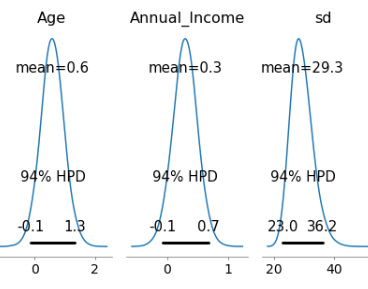 Age Annual_Income sd
mean=0.6 mean=0.3 mean=29.3
94% HPD 94% HPD 94% HPD
-0.1 1.3 -0.1 0.7 23.0 36.2
0 2 0 1 20 40